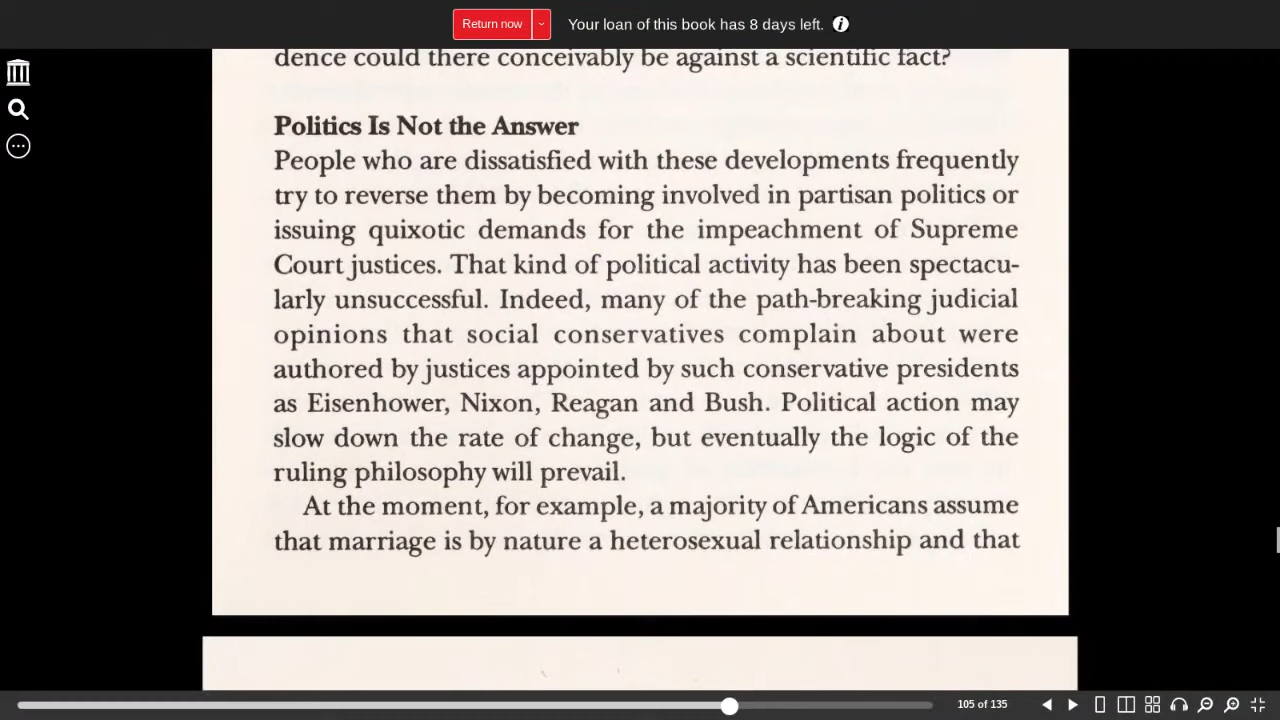 Return now
Your loan of this book has 8 days left.
dence could there conceivably be against a scientific fact?
Politics Is Not the Answer
People who are dissatisfied with these developments frequently
try to reverse them by becoming involved in partisan politics or
issuing quixotic demands for the impeachment of Supreme
Court justices. That kind of political activity has been spectacu-
larly unsuccessful. Indeed, many of the path-breaking judicial
opinions that social conservatives complain about were
authored by justices appointed by such conservative presidents
as Eisenhower, Nixon, Reagan and Bush. Political action may
slow down the rate of change, but eventually the logic of the
ruling philosophy will prevail.
At the moment, for example, a majority of Americans assume
that marriage is by nature a heterosexual relationship and that
105 of 135